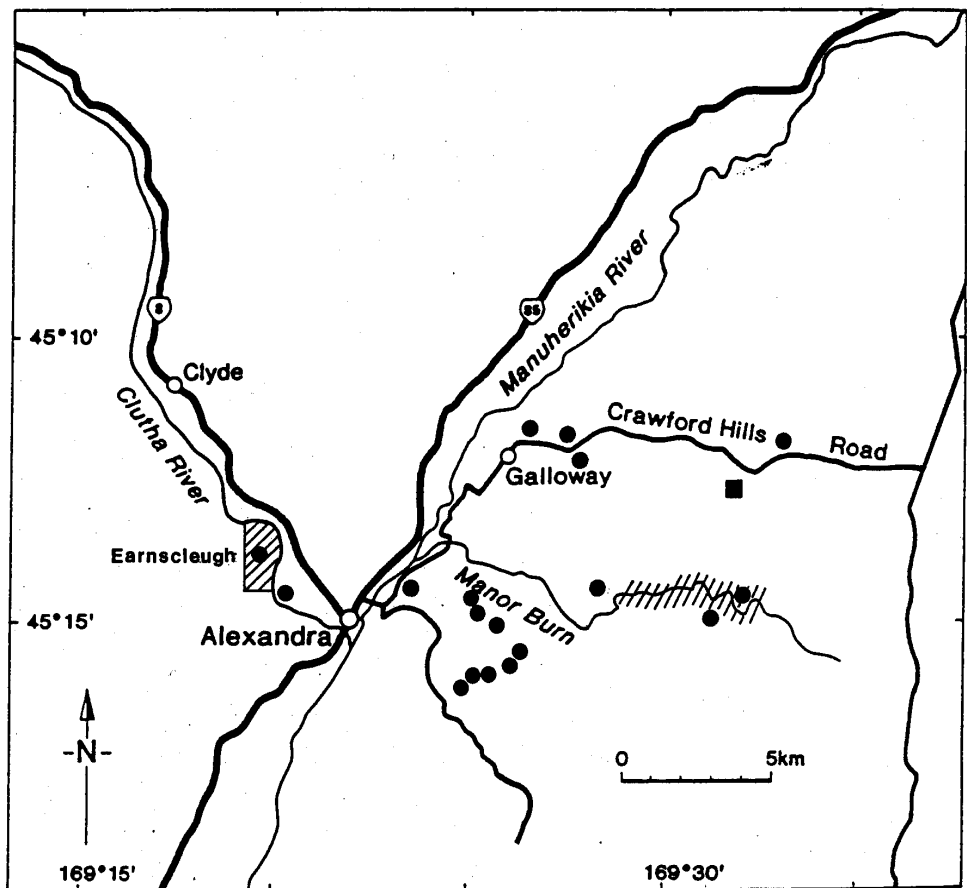 8
85
Manuherikia River
45°10'
Clyde
Clutha River
Crawford Hills Road
Galloway
Earnscleugh
Manor Burn
45°15'
Alexandra
-N-
0 5km
169°15' 169°30'